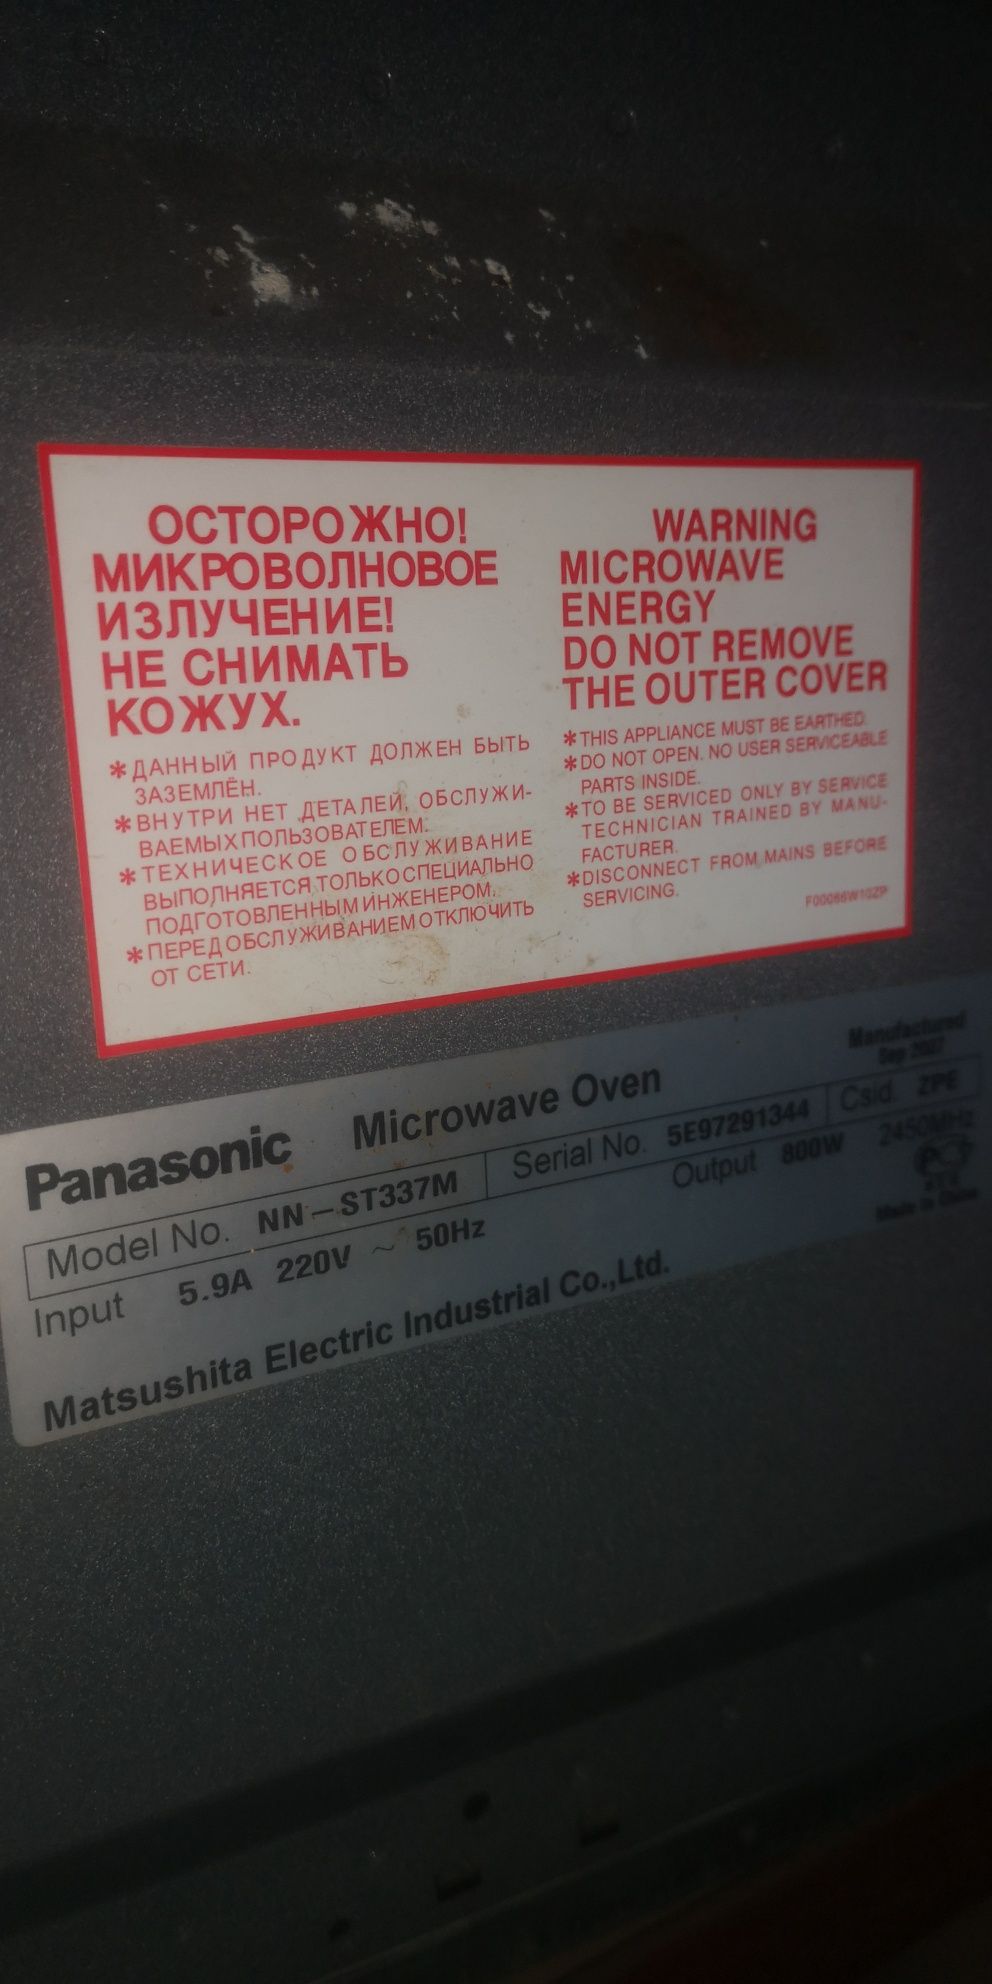 ОСТОРОЖНО!
МИКРОВОЛНОВОЕ
ИЗЛУЧЕНИЕ!
НЕ СНИМАТЬ
КОЖУХ.
*ДАННЫЙ ПРОДУКТ ДОЛЖЕН БЫТЬ
ЗАЗЕМЛЁН.
*ВНУТРИ НЕТ ДЕТАЛЕЙ, ОБСЛУЖИ-
ВАЕМЫХ ПОЛЬЗОВАТЕЛЕМ.
*ТЕХНИЧЕСКОЕ ОБСЛУЖИВАНИЕ
ВЫПОЛНЯЕТСЯ ТОЛЬКО СПЕЦИАЛЬНО
ПОДГОТОВЛЕННЫМ ИНЖЕНЕРОМ.
*ПЕРЕД ОБСЛУЖИВАНИЕМ ОТКЛЮЧИТЬ
ОТ СЕТИ.
WARNING
MICROWAVE
ENERGY
DO NOT REMOVE
THE OUTER COVER
*THIS APPLIANCE MUST BE EARTHED.
*DO NOT OPEN. NO USER SERVICEABLE
PARTS INSIDE.
*TO BE SERVICED ONLY BY SERVICE
TECHNICIAN TRAINED BY MANU-
FACTURER.
*DISCONNECT FROM MAINS BEFORE
SERVICING.
F00066W10ZP
Panasonic Microwave Oven
Manufactured
Sep 2007
Model No. NN-ST337M Serial No. 5E97291344 Csid. ZPE
Input 5.9A 220V ~ 50Hz Output 800W 2450MHz
Matsushita Electric Industrial Co.,Ltd.
Made in China